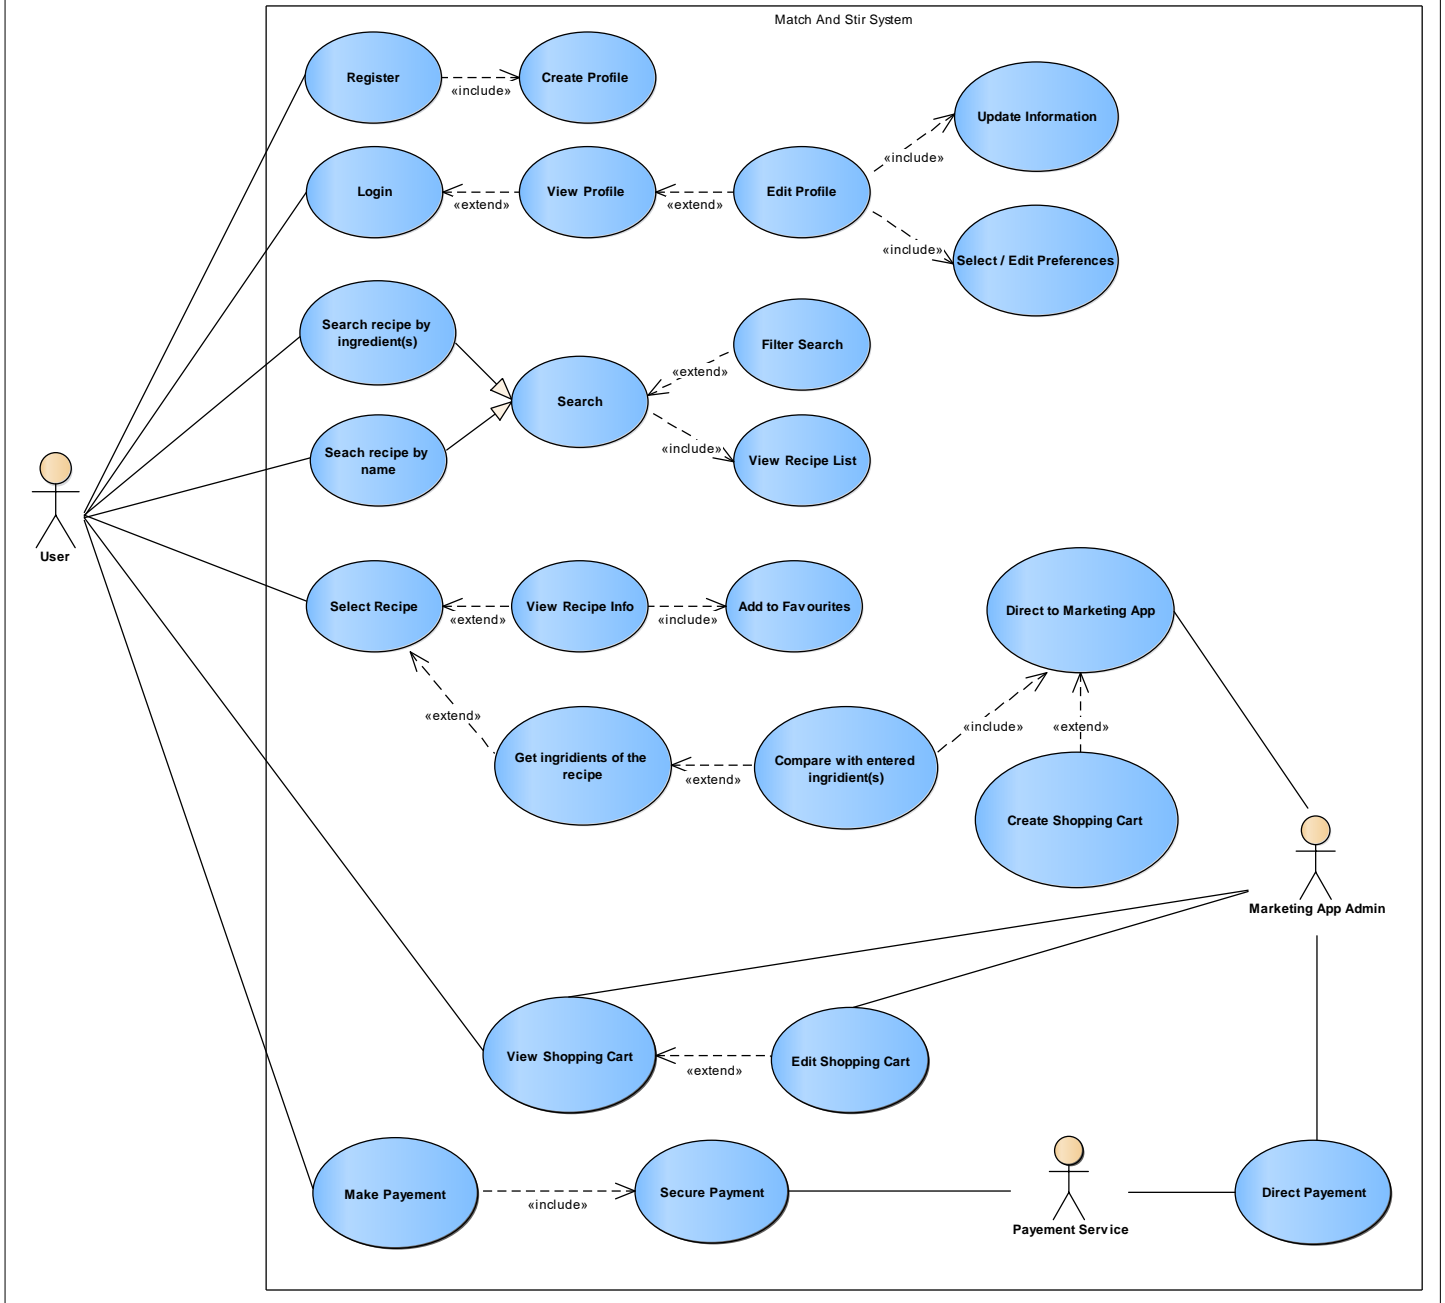 Match And Stir System
Register
«include»
Create Profile
Update Information
«include»
Login
«extend»
View Profile
«extend»
Edit Profile
«include»
Select / Edit Preferences
Search recipe by
ingredient(s)
Filter Search
«extend»
Search
Seach recipe by
name
«include»
View Recipe List
User
Select Recipe
«extend»
View Recipe Info
«include»
Add to Favourites
Direct to Marketing App
«extend»
«include»
«extend»
Get ingridients of the
recipe
«extend»
Compare with entered
ingridient(s)
Create Shopping Cart
Marketing App Admin
View Shopping Cart
«extend»
Edit Shopping Cart
Make Payement
«include»
Secure Payment
Payement Service
Direct Payement